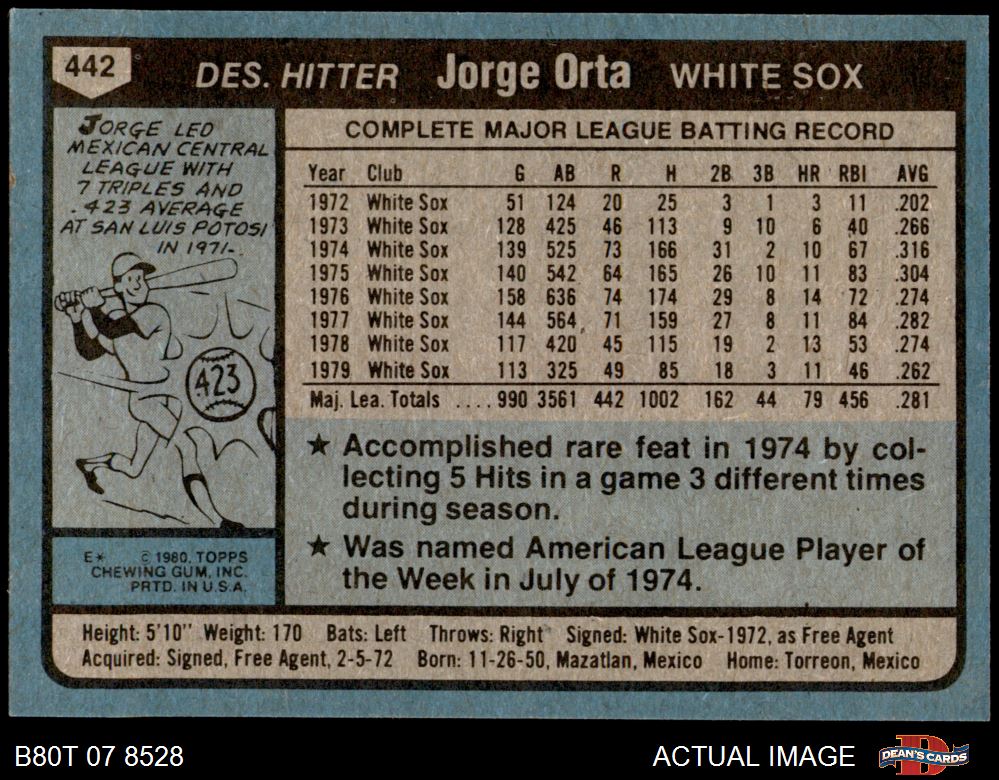 442 DES. HITTER Jorge Orta WHITE SOX
JORGE LED
MEXICAN CENTRAL
LEAGUE WITH
7 TRIPLES AND
.423 AVERAGE
AT SAN LUIS POTOSI
IN 1971.
.423
E* © 1980, TOPPS
CHEWING GUM, INC.
PRTD. IN U.S.A.
COMPLETE MAJOR LEAGUE BATTING RECORD
Year Club G AB R H 2B 3B HR RBI AVG
1972 White Sox 51 124 20 25 3 1 3 11 .202
1973 White Sox 128 425 46 113 9 10 6 40 .266
1974 White Sox 139 525 73 166 31 2 10 67 .316
1975 White Sox 140 542 64 165 26 10 11 83 .304
1976 White Sox 158 636 74 174 29 8 14 72 .274
1977 White Sox 144 564 71 159 27 8 11 84 .282
1978 White Sox 117 420 45 115 19 2 13 53 .274
1979 White Sox 113 325 49 85 18 3 11 46 .262
Maj. Lea. Totals ....990 3561 442 1002 162 44 79 456 .281
★ Accomplished rare feat in 1974 by col-
lecting 5 Hits in a game 3 different times
during season.
★ Was named American League Player of
the Week in July of 1974.
Height: 5'10" Weight: 170 Bats: Left Throws: Right Signed: White Sox-1972, as Free Agent
Acquired: Signed, Free Agent, 2-5-72 Born: 11-26-50, Mazatlan, Mexico Home: Torreon, Mexico
B80T 07 8528 ACTUAL IMAGE DEAN'S CARDS